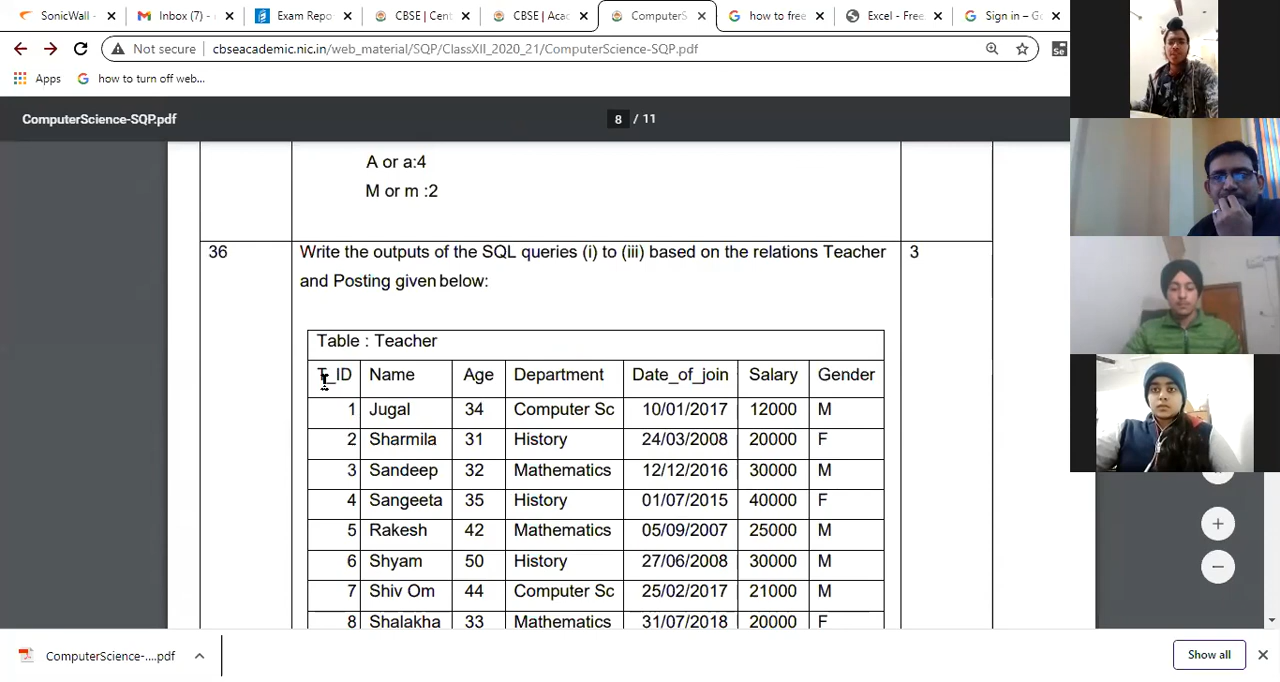 SonicWall -
Inbox (7) -
Exam Repo
CBSE | Cent
CBSE | Acac
ComputerS
how to free
Excel - Free
Sign in – Go
Not secure cbseacademic.nic.in/web_material/SQP/ClassXII_2020_21/ComputerScience-SQP.pdf
Se
Apps how to turn off web...
ComputerScience-SQP.pdf 8 / 11
A or a:4
M or m :2
36 Write the outputs of the SQL queries (i) to (iii) based on the relations Teacher 3
and Posting given below:
Table : Teacher
T_ID Name Age Department Date_of_join Salary Gender
1 Jugal 34 Computer Sc 10/01/2017 12000 M
2 Sharmila 31 History 24/03/2008 20000 F
3 Sandeep 32 Mathematics 12/12/2016 30000 M
4 Sangeeta 35 History 01/07/2015 40000 F
5 Rakesh 42 Mathematics 05/09/2007 25000 M
6 Shyam 50 History 27/06/2008 30000 M
7 Shiv Om 44 Computer Sc 25/02/2017 21000 M
8 Shalakha 33 Mathematics 31/07/2018 20000 F
ComputerScience-....pdf Show all